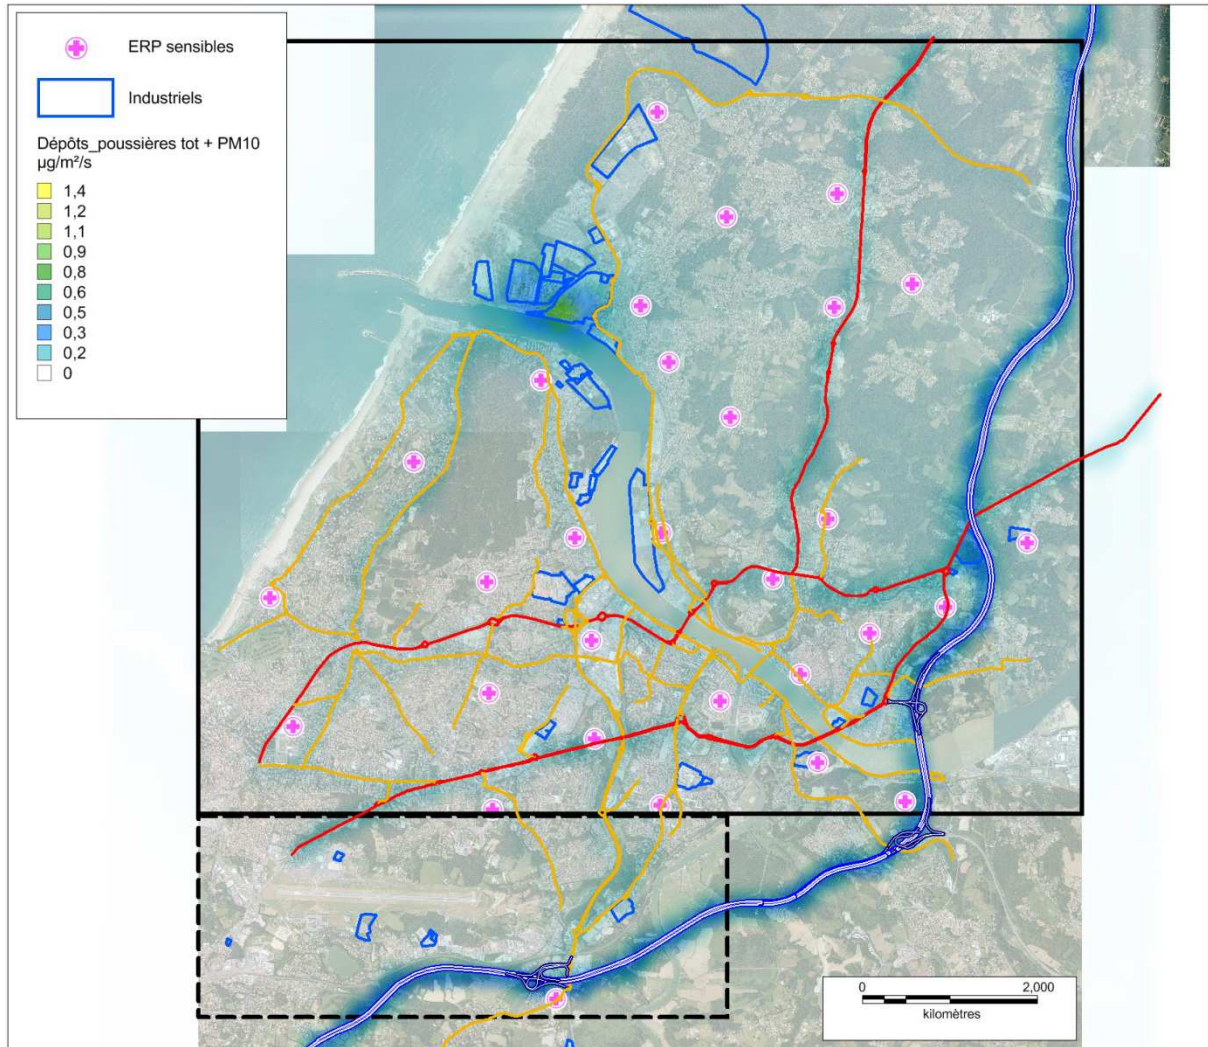 ERP sensibles
Industriels
Dépôts_poussières tot + PM10
µg/m²/s
1,4
1,2
1,1
0,9
0,8
0,6
0,5
0,3
0,2
0
0 2,000
kilomètres